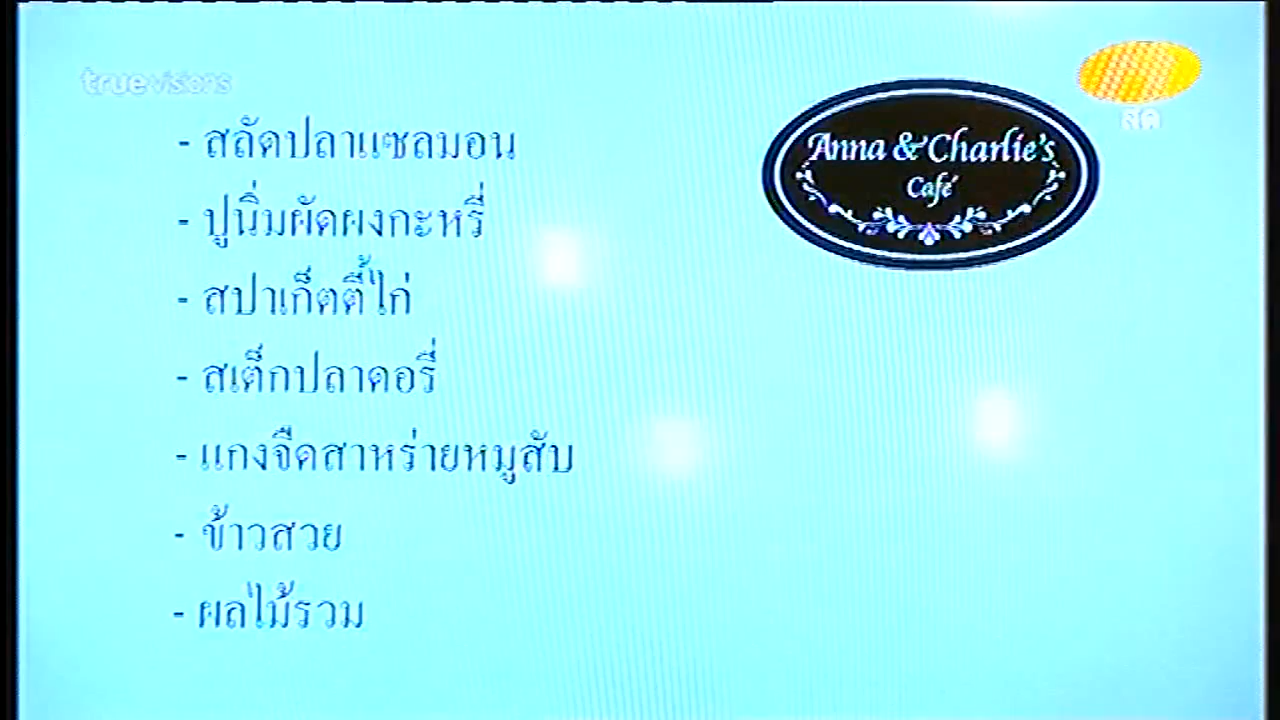 truevisions
สด
Anna & Charlie's
Café
- สลัดปลาแซลมอน
- ปูนิ่มผัดผงกะหรี่
- สปาเก็ตตี้ไก่
- สเต็กปลาดอรี่
- แกงจืดสาหร่ายหมูสับ
- ข้าวสวย
- ผลไม้รวม